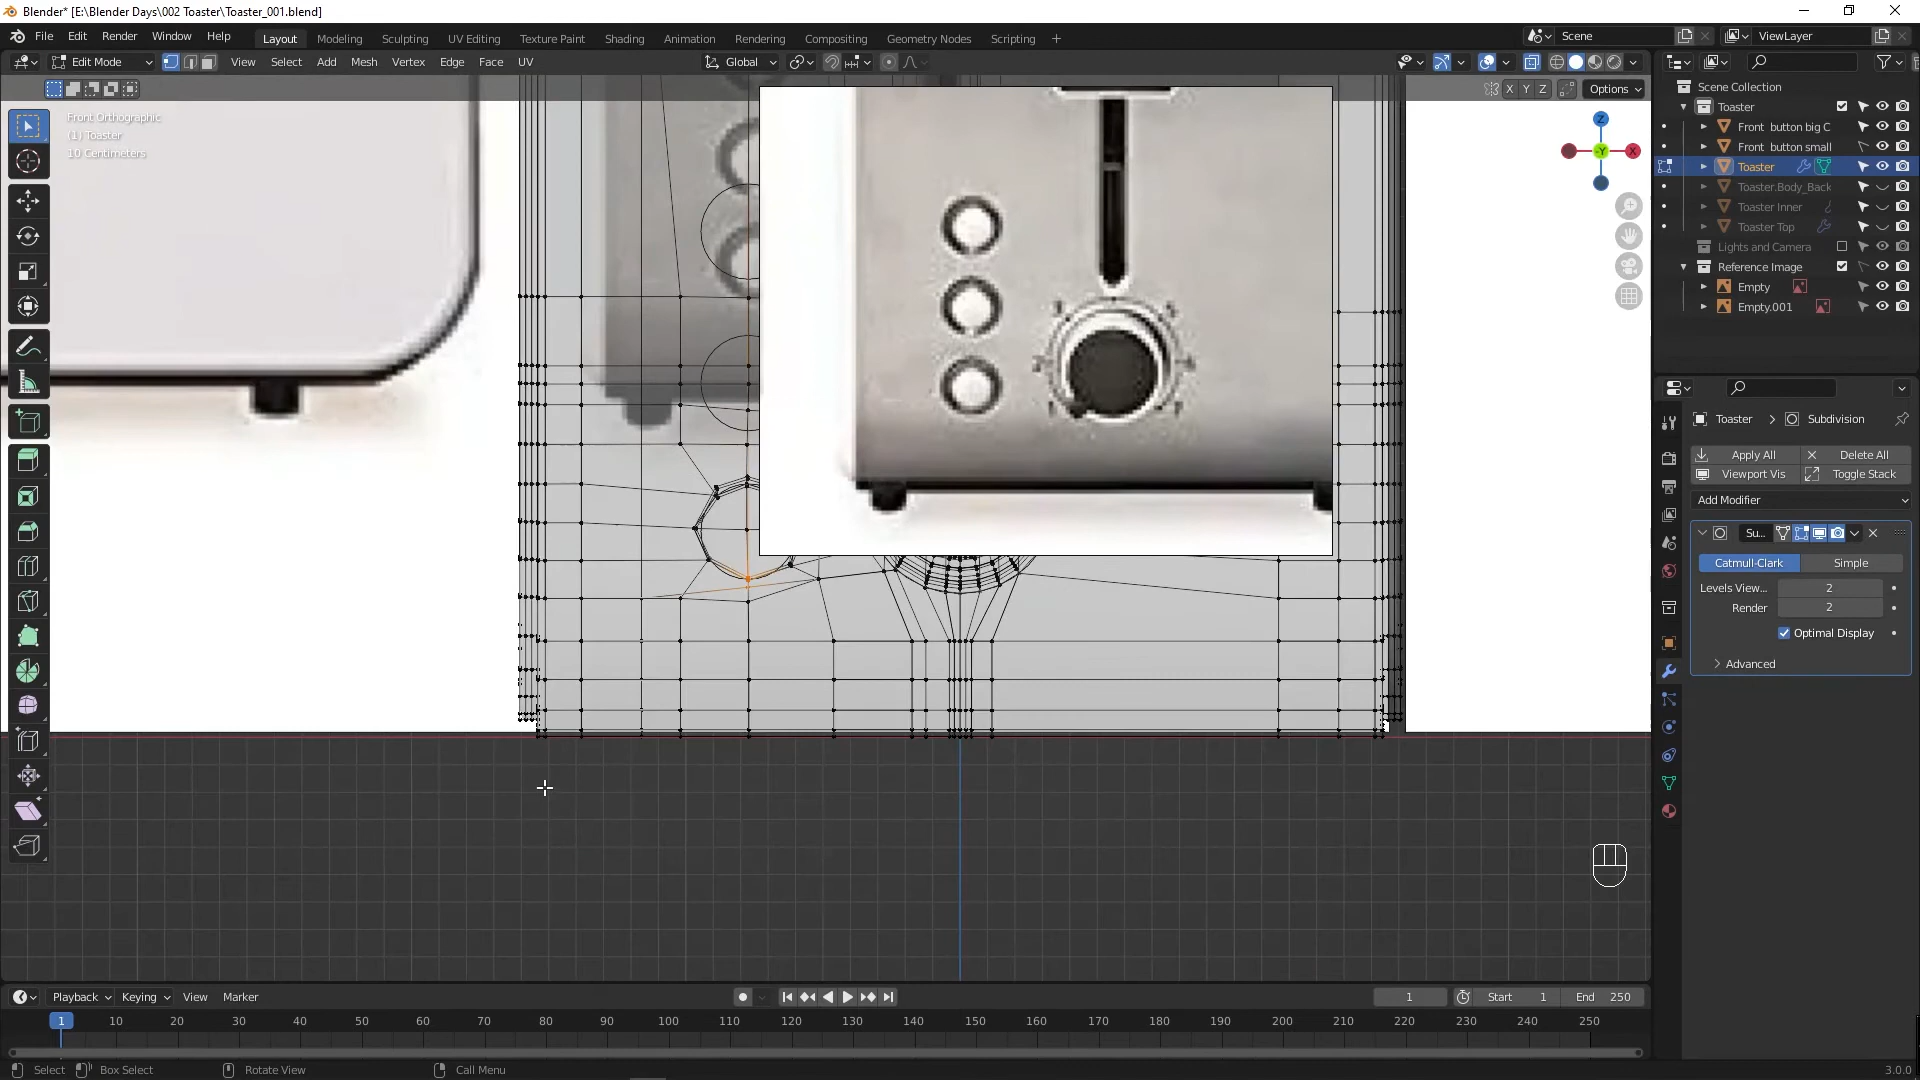 Blender* [E:\Blender Days\002 Toaster\Toaster_001.blend]
File Edit Render Window Help Layout Modeling Sculpting UV Editing Texture Paint Shading Animation Rendering Compositing Geometry Nodes Scripting + Scene ViewLayer
Edit Mode View Select Add Mesh Vertex Edge Face UV Global
X Y Z Options
Front Orthographic
(1) Toaster
10 Centimeters
Z
-Y X
Scene Collection
Toaster
Front button big C
Front button small
Toaster
Toaster.Body_Back
Toaster Inner
Toaster Top
Lights and Camera
Reference Image
Empty
Empty.001
Toaster > Subdivision
Apply All Delete All
Viewport Vis Toggle Stack
Add Modifier
Su...
Catmull-Clark Simple
Levels View... 2
Render 2
Optimal Display
Advanced
Playback Keying View Marker 1 Start 1 End 250
1 10 20 30 40 50 60 70 80 90 100 110 120 130 140 150 160 170 180 190 200 210 220 230 240 250
Select Box Select Rotate View Call Menu 3.0.0